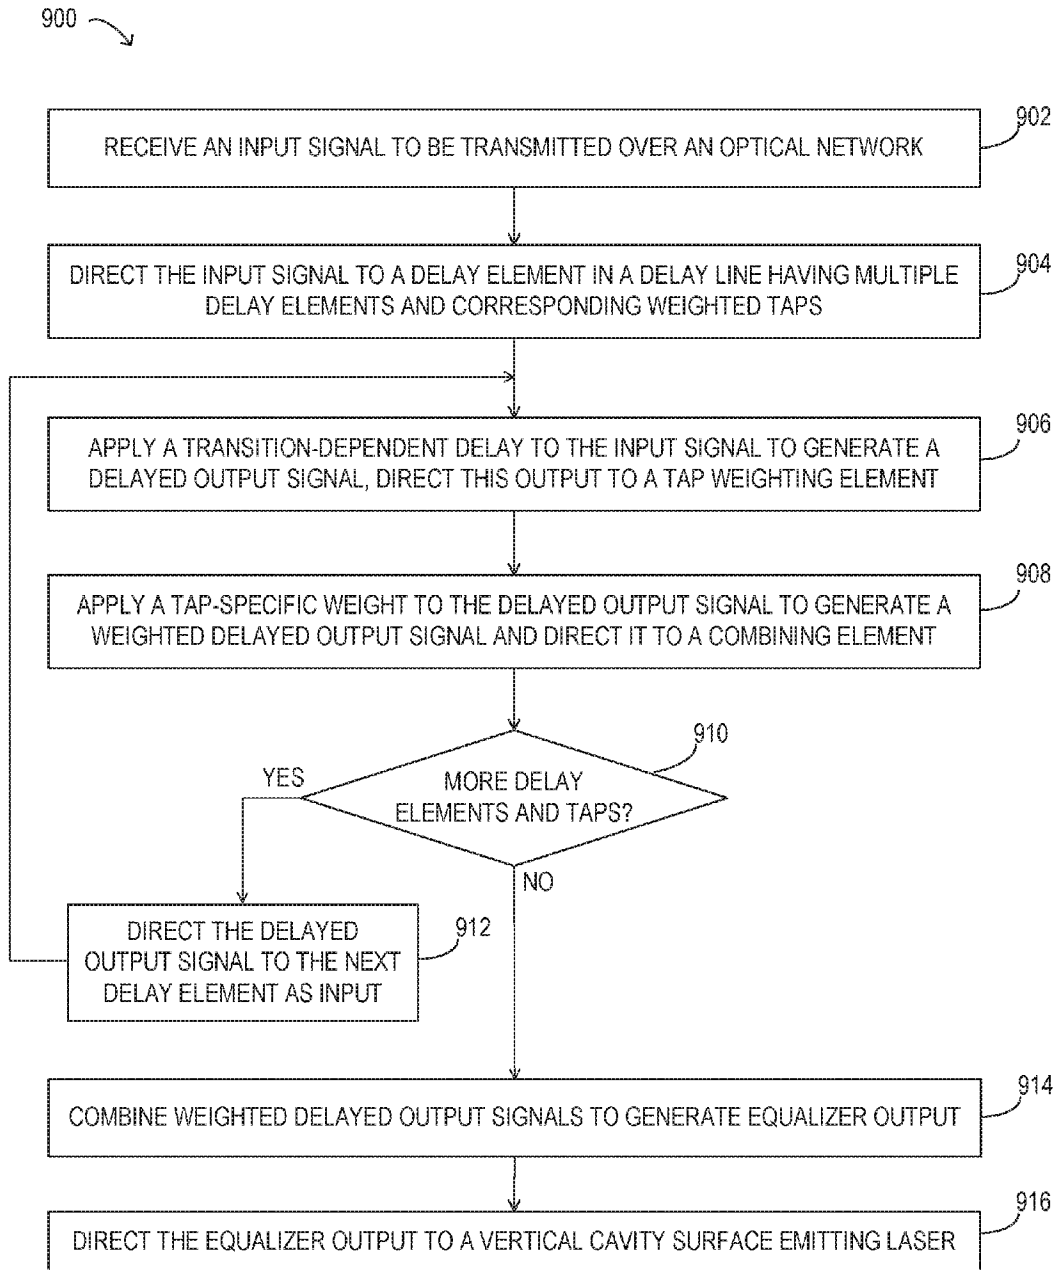 900
902
RECEIVE AN INPUT SIGNAL TO BE TRANSMITTED OVER AN OPTICAL NETWORK
904
DIRECT THE INPUT SIGNAL TO A DELAY ELEMENT IN A DELAY LINE HAVING MULTIPLE
DELAY ELEMENTS AND CORRESPONDING WEIGHTED TAPS
906
APPLY A TRANSITION-DEPENDENT DELAY TO THE INPUT SIGNAL TO GENERATE A
DELAYED OUTPUT SIGNAL, DIRECT THIS OUTPUT TO A TAP WEIGHTING ELEMENT
908
APPLY A TAP-SPECIFIC WEIGHT TO THE DELAYED OUTPUT SIGNAL TO GENERATE A
WEIGHTED DELAYED OUTPUT SIGNAL AND DIRECT IT TO A COMBINING ELEMENT
910
YES
MORE DELAY
ELEMENTS AND TAPS?
NO
912
DIRECT THE DELAYED
OUTPUT SIGNAL TO THE NEXT
DELAY ELEMENT AS INPUT
914
COMBINE WEIGHTED DELAYED OUTPUT SIGNALS TO GENERATE EQUALIZER OUTPUT
916
DIRECT THE EQUALIZER OUTPUT TO A VERTICAL CAVITY SURFACE EMITTING LASER